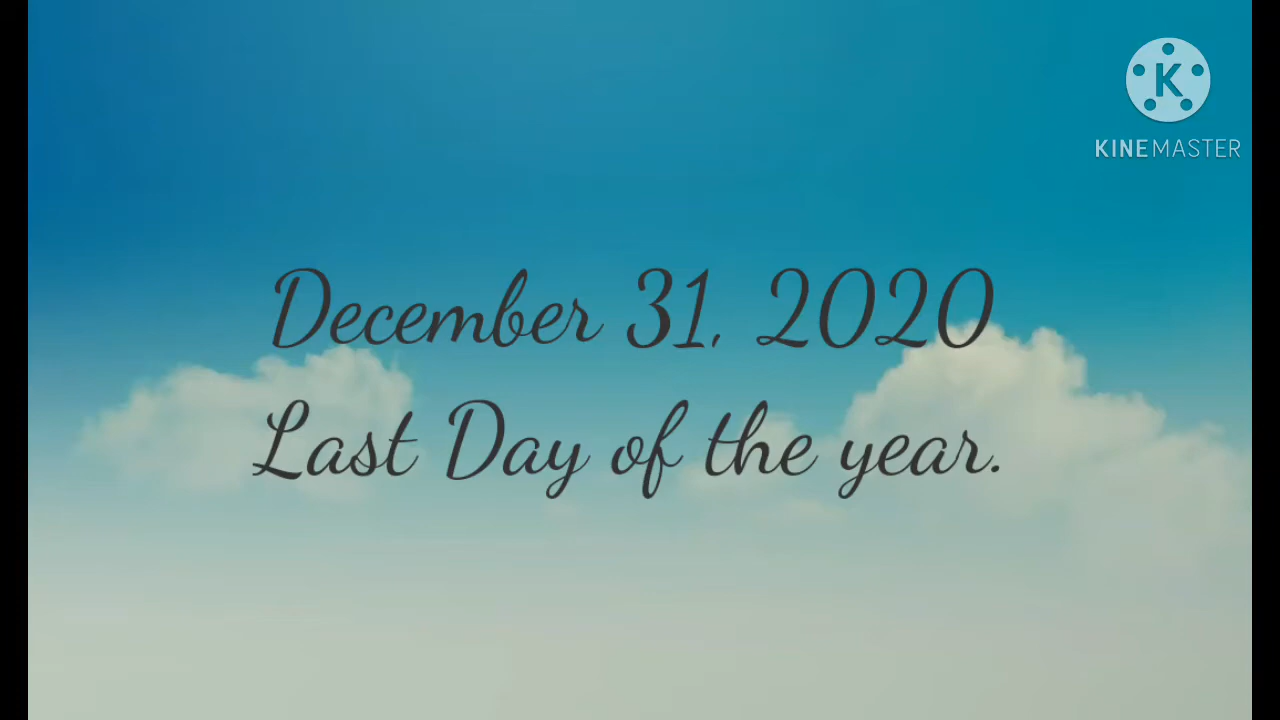 K
KINEMASTER
December 31, 2020
Last Day of the year.